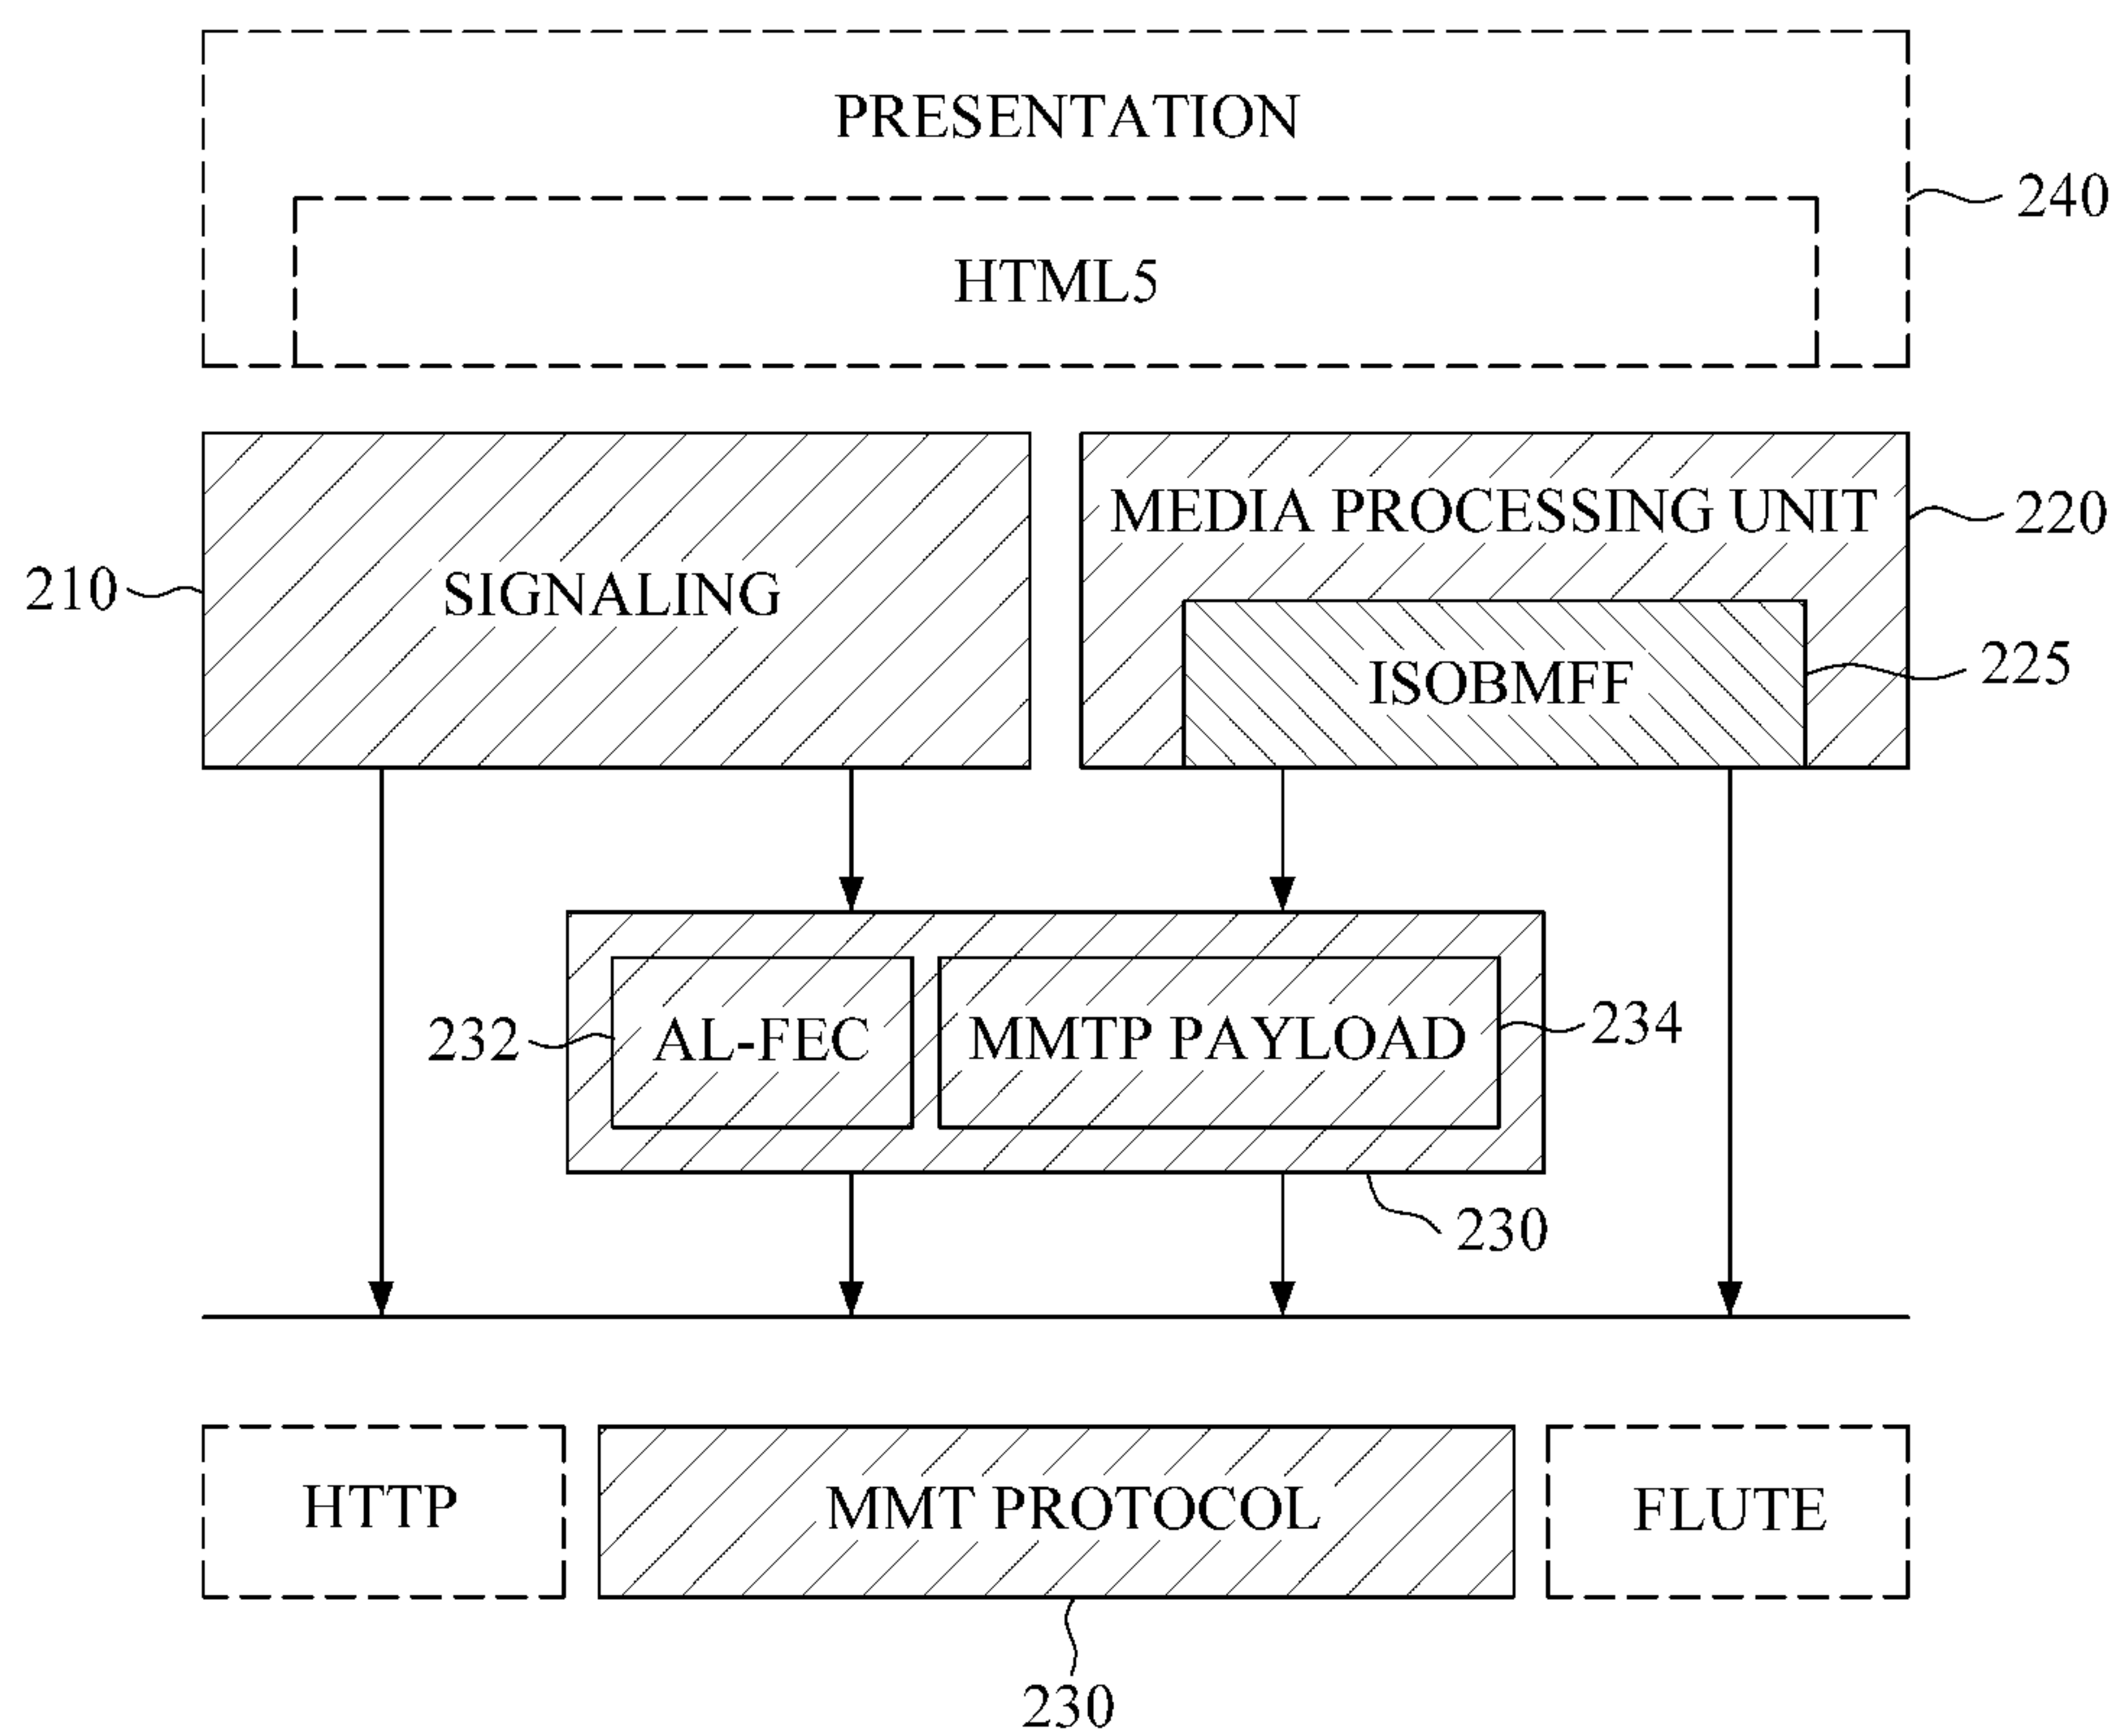 PRESENTATION
240
HTML5
MEDIA PROCESSING UNIT
220
210
SIGNALING
ISOBMFF
225
232
AL-FEC
MMTP PAYLOAD
234
230
HTTP
MMT PROTOCOL
FLUTE
230